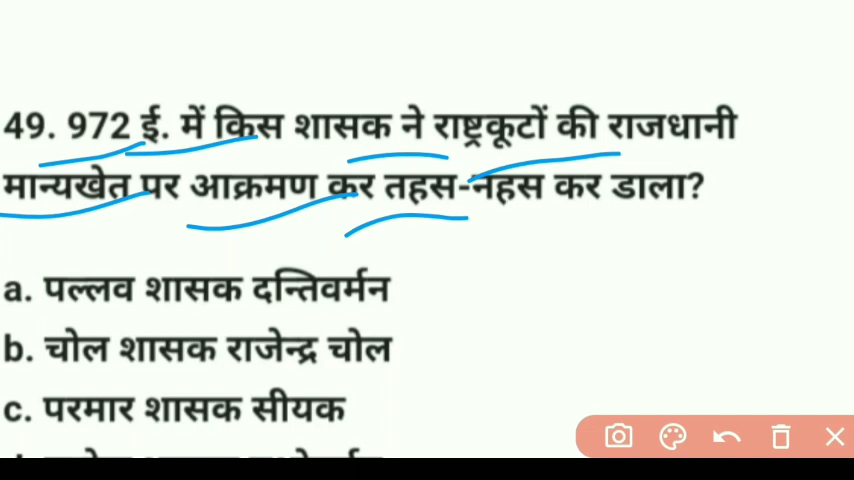 49. 972 ई. में किस शासक ने राष्ट्रकूटों की राजधानी
मान्यखेत पर आक्रमण कर तहस-नहस कर डाला?
a. पल्लव शासक दन्तिवर्मन
b. चोल शासक राजेन्द्र चोल
c. परमार शासक सीयक